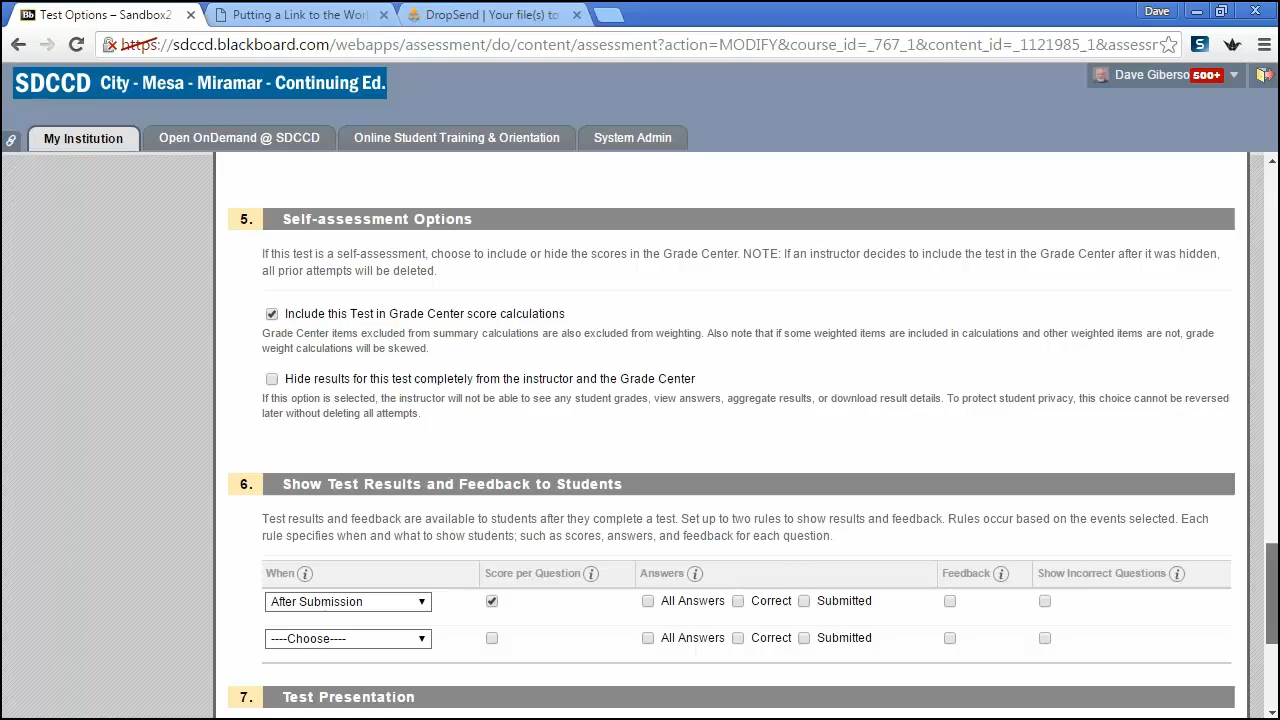 Test Options – Sandbox2
Putting a Link to the Wor
DropSend | Your file(s) to
Dave
https://sdccd.blackboard.com/webapps/assessment/do/content/assessment?action=MODIFY&course_id=_767_1&content_id=_1121985_1&assessm
SDCCD City - Mesa - Miramar - Continuing Ed.
Dave Giberso 500+
My Institution
Open OnDemand @ SDCCD
Online Student Training & Orientation
System Admin
5. Self-assessment Options
If this test is a self-assessment, choose to include or hide the scores in the Grade Center. NOTE: If an instructor decides to include the test in the Grade Center after it was hidden,
all prior attempts will be deleted.
Include this Test in Grade Center score calculations
Grade Center items excluded from summary calculations are also excluded from weighting. Also note that if some weighted items are included in calculations and other weighted items are not, grade
weight calculations will be skewed.
Hide results for this test completely from the instructor and the Grade Center
If this option is selected, the instructor will not be able to see any student grades, view answers, aggregate results, or download result details. To protect student privacy, this choice cannot be reversed
later without deleting all attempts.
6. Show Test Results and Feedback to Students
Test results and feedback are available to students after they complete a test. Set up to two rules to show results and feedback. Rules occur based on the events selected. Each
rule specifies when and what to show students; such as scores, answers, and feedback for each question.
When Score per Question Answers Feedback Show Incorrect Questions
After Submission All Answers Correct Submitted
----Choose---- All Answers Correct Submitted
7. Test Presentation